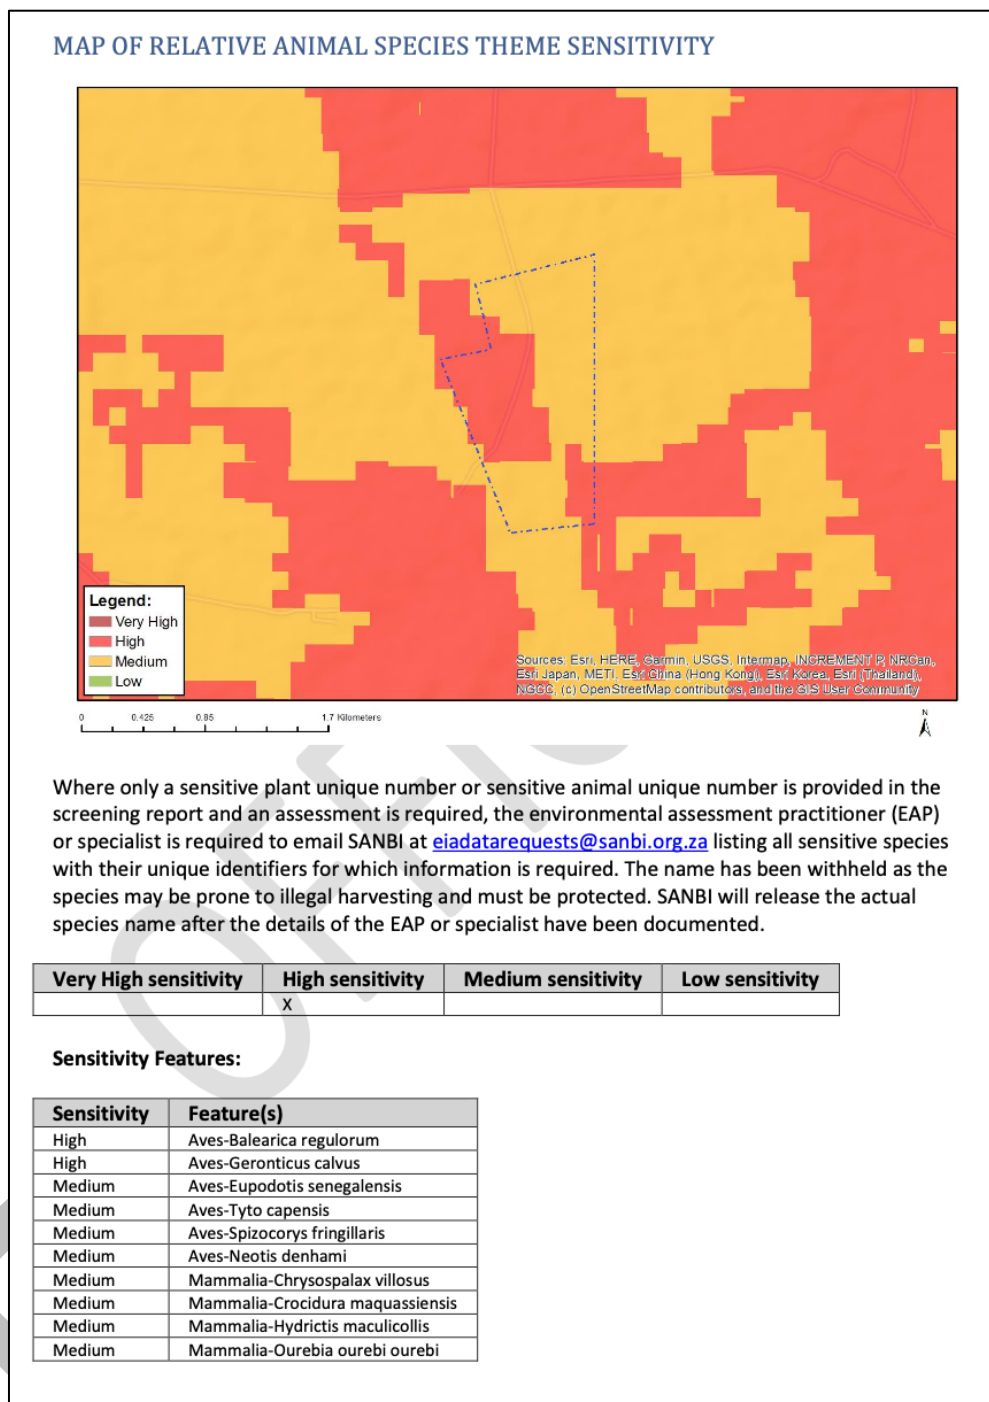 MAP OF RELATIVE ANIMAL SPECIES THEME SENSITIVITY
Legend:
Very High
High
Medium
Low
Sources: Esri, HERE, Garmin, USGS, Intermap, INCREMENT P, NRCan,
Esri Japan, METI, Esri China (Hong Kong), Esri Korea, Esri (Thailand),
NGCC, (c) OpenStreetMap contributors, and the GIS User Community
0 0.425 0.85 1.7 Kilometers
N
Where only a sensitive plant unique number or sensitive animal unique number is provided in the
screening report and an assessment is required, the environmental assessment practitioner (EAP)
or specialist is required to email SANBI at eiadatarequests@sanbi.org.za listing all sensitive species
with their unique identifiers for which information is required. The name has been withheld as the
species may be prone to illegal harvesting and must be protected. SANBI will release the actual
species name after the details of the EAP or specialist have been documented.
Very High sensitivity High sensitivity Medium sensitivity Low sensitivity
X
Sensitivity Features:
Sensitivity Feature(s)
High Aves-Balearica regulorum
High Aves-Geronticus calvus
Medium Aves-Eupodotis senegalensis
Medium Aves-Tyto capensis
Medium Aves-Spizocorys fringillaris
Medium Aves-Neotis denhami
Medium Mammalia-Chrysospalax villosus
Medium Mammalia-Crocidura maquassiensis
Medium Mammalia-Hydrictis maculicollis
Medium Mammalia-Ourebia ourebi ourebi